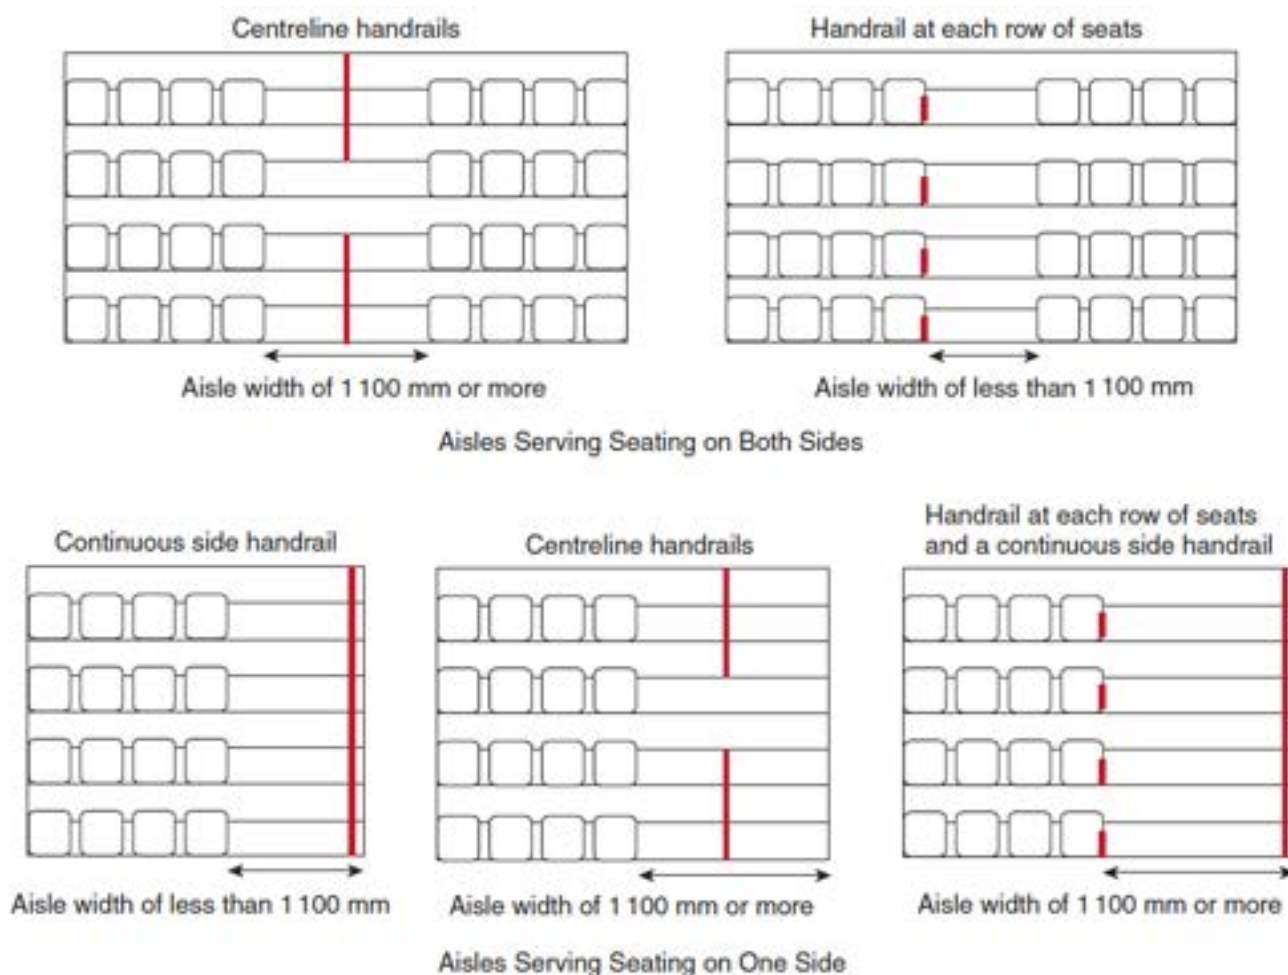 Centreline handrails
Handrail at each row of seats
Aisle width of 1 100 mm or more
Aisle width of less than 1 100 mm
Aisles Serving Seating on Both Sides
Continuous side handrail
Centreline handrails
Handrail at each row of seats
and a continuous side handrail
Aisle width of less than 1 100 mm
Aisle width of 1 100 mm or more
Aisle width of 1 100 mm or more
Aisles Serving Seating on One Side